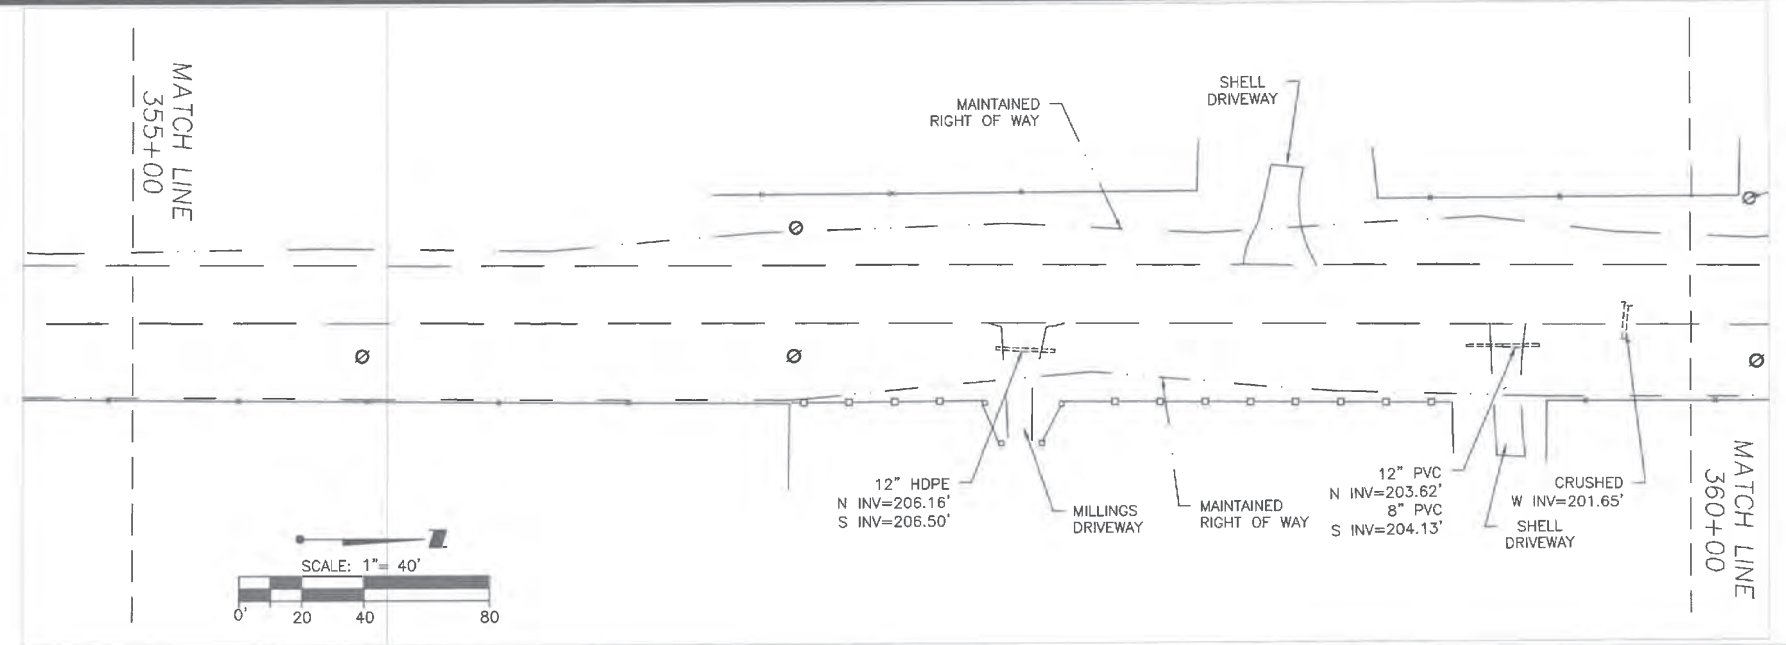 MATCH LINE
355+00
MAINTAINED
RIGHT OF WAY
SHELL
DRIVEWAY
12" HDPE
N INV=206.16'
S INV=206.50'
MILLINGS
DRIVEWAY
MAINTAINED
RIGHT OF WAY
12" PVC
N INV=203.62'
8" PVC
S INV=204.13'
SHELL
DRIVEWAY
CRUSHED
W INV=201.65'
MATCH LINE
360+00
SCALE: 1"= 40'
0' 20 40 80